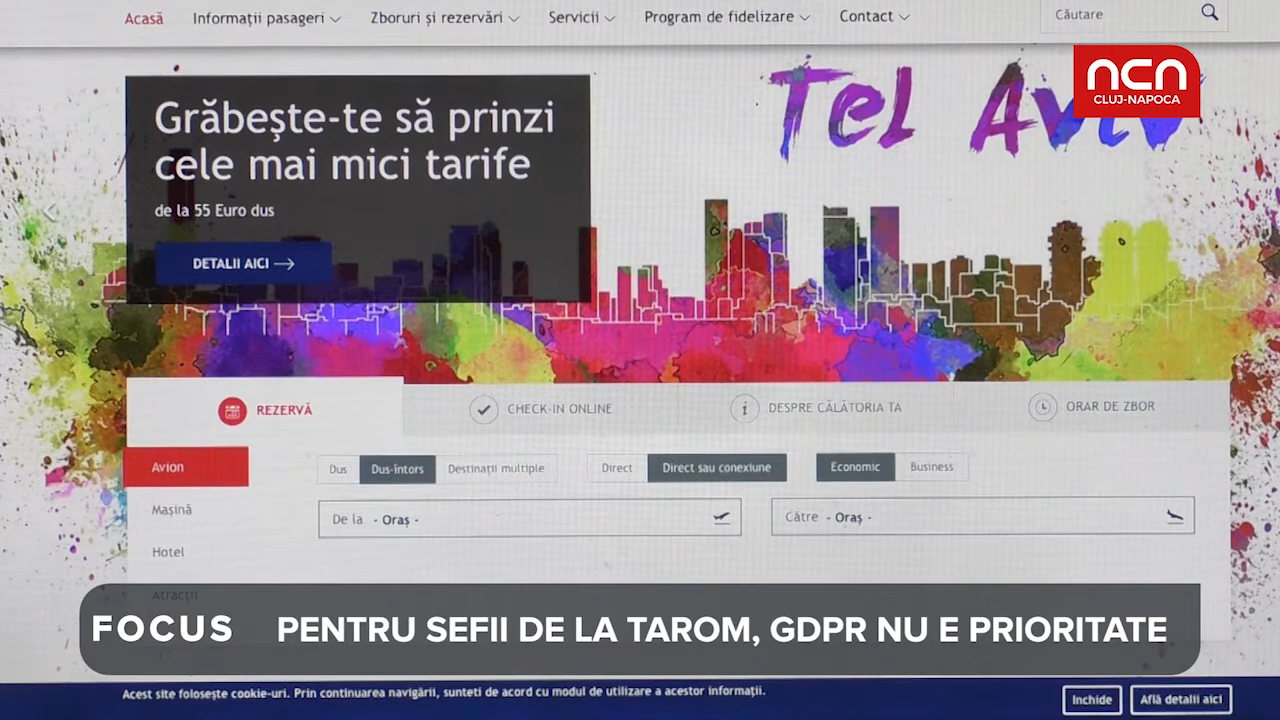 Acasă Informații pasageri Zboruri și rezervări Servicii Program de fidelizare Contact Căutare
ncn
CLUJ-NAPOCA
Tel Aviv
Grăbește-te să prinzi
cele mai mici tarife
de la 55 Euro dus
DETALII AICI
REZERVĂ CHECK-IN ONLINE DESPRE CĂLĂTORIA TA ORAR DE ZBOR
Avion Dus Dus-întors Destinații multiple Direct Direct sau conexiune Economic Business
Mașină
De la - Oraș - Către - Oraș -
Hotel
Atracții
FOCUS PENTRU SEFII DE LA TAROM, GDPR NU E PRIORITATE
Acest site folosește cookie-uri. Prin continuarea navigării, sunteti de acord cu modul de utilizare a acestor informații.
Inchide Află detalii aici